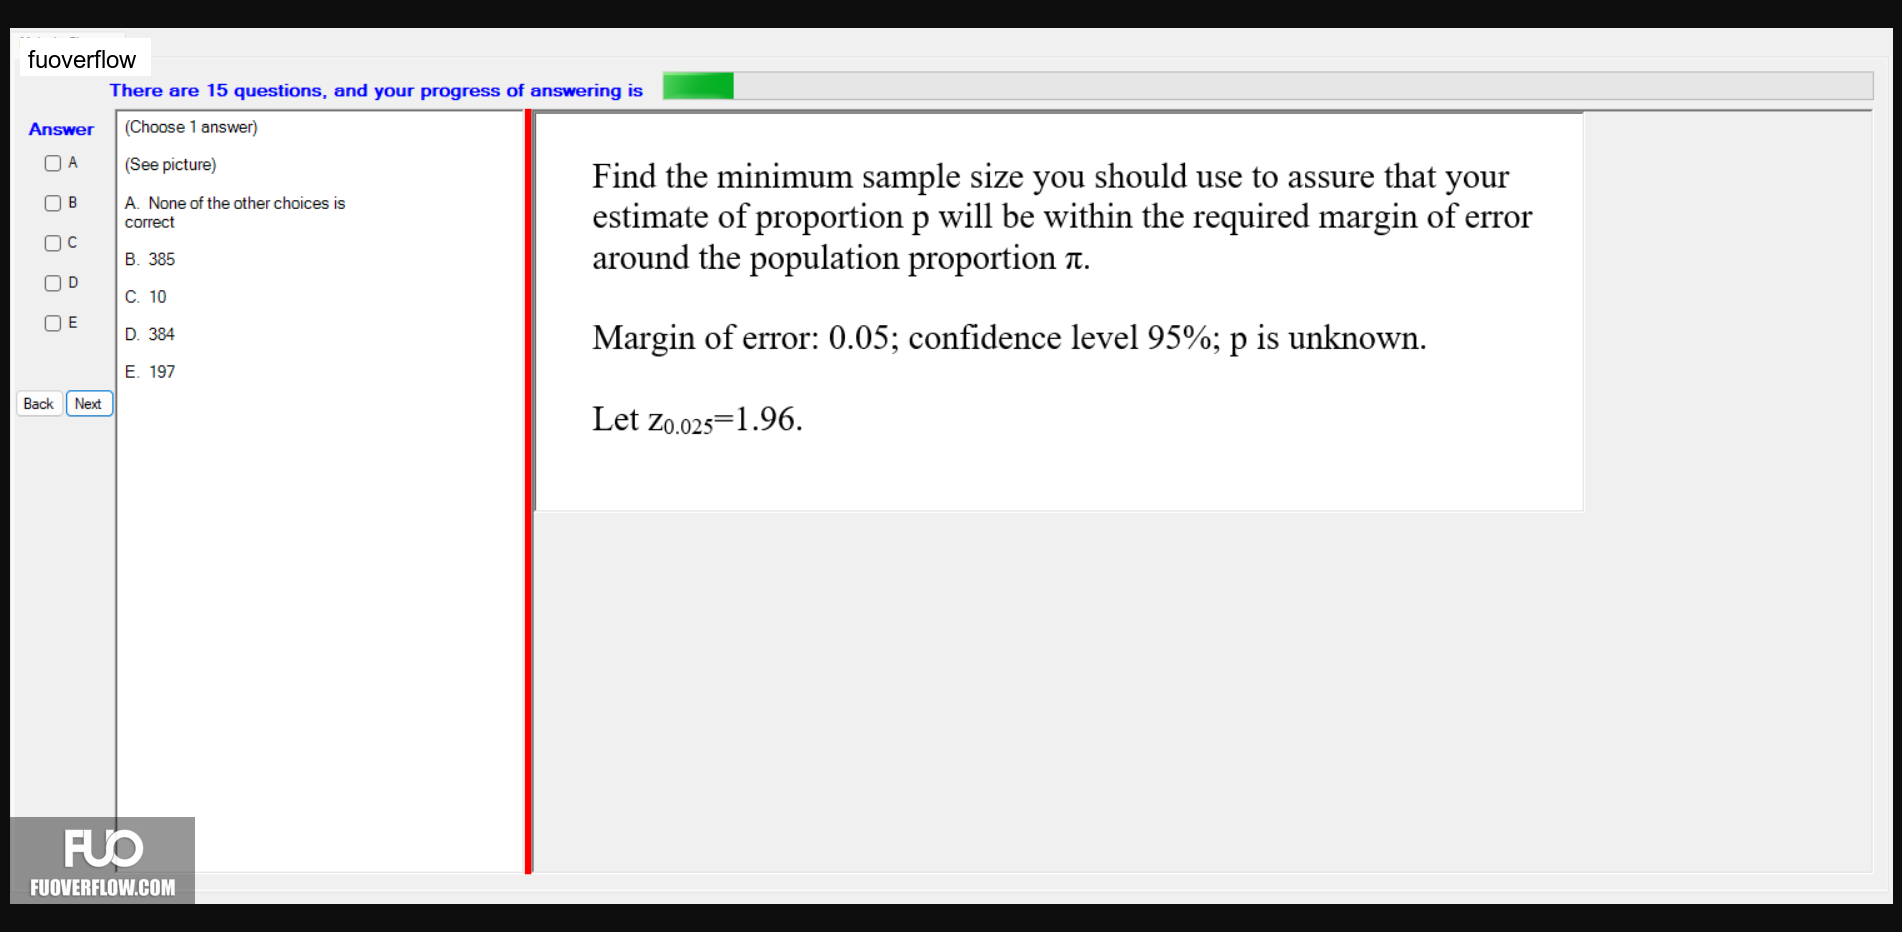 fuoverflow
There are 15 questions, and your progress of answering is
Answer
A
B
C
D
E
Back Next
(Choose 1 answer)
(See picture)
A. None of the other choices is
correct
B. 385
C. 10
D. 384
E. 197
Find the minimum sample size you should use to assure that your
estimate of proportion p will be within the required margin of error
around the population proportion π.
Margin of error: 0.05; confidence level 95%; p is unknown.
Let z0.025=1.96.
FUO
FUOVERFLOW.COM